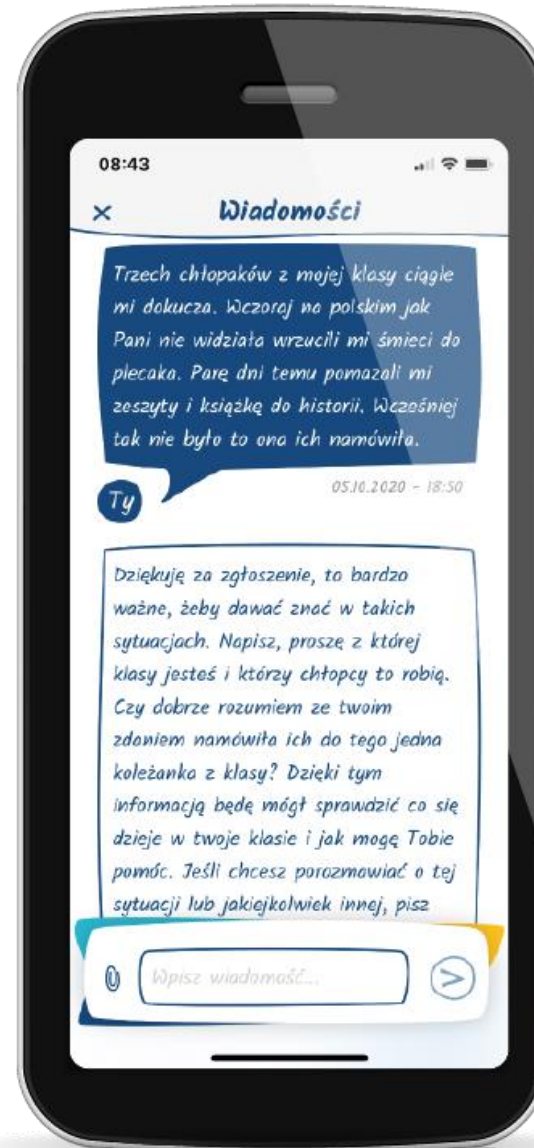 08:43
Wiadomości
Trzech chłopaków z mojej klasy ciągle
mi dokucza. Wczoraj na polskim jak
Pani nie widziała wrzucili mi śmieci do
plecaka. Parę dni temu pomazali mi
zeszyty i książkę do historii. Wcześniej
tak nie było to ona ich namówiła.
Ty
05.10.2020 - 18:50
Dziękuję za zgłoszenie, to bardzo
ważne, żeby dawać znać w takich
sytuacjach. Napisz, proszę z której
klasy jesteś i którzy chłopcy to robią.
Czy dobrze rozumiem ze twoim
zdaniem namówiła ich do tego jedna
koleżanka z klasy? Dzięki tym
informacją będę mógł sprawdzić co się
dzieje w twoje klasie i jak mogę Tobie
pomóc. Jeśli chcesz porozmawiać o tej
sytuacji lub jakiejkolwiek innej, pisz
Wpisz wiadomość...